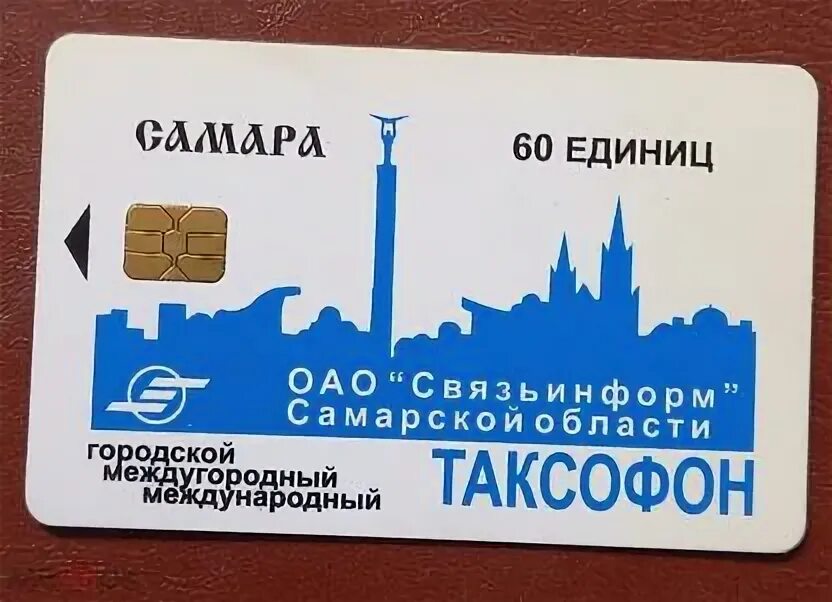 САМАРА
60 ЕДИНИЦ
ОАО “Связьинформ”
Самарской области
городской
междугородный
международный
ТАКСОФОН